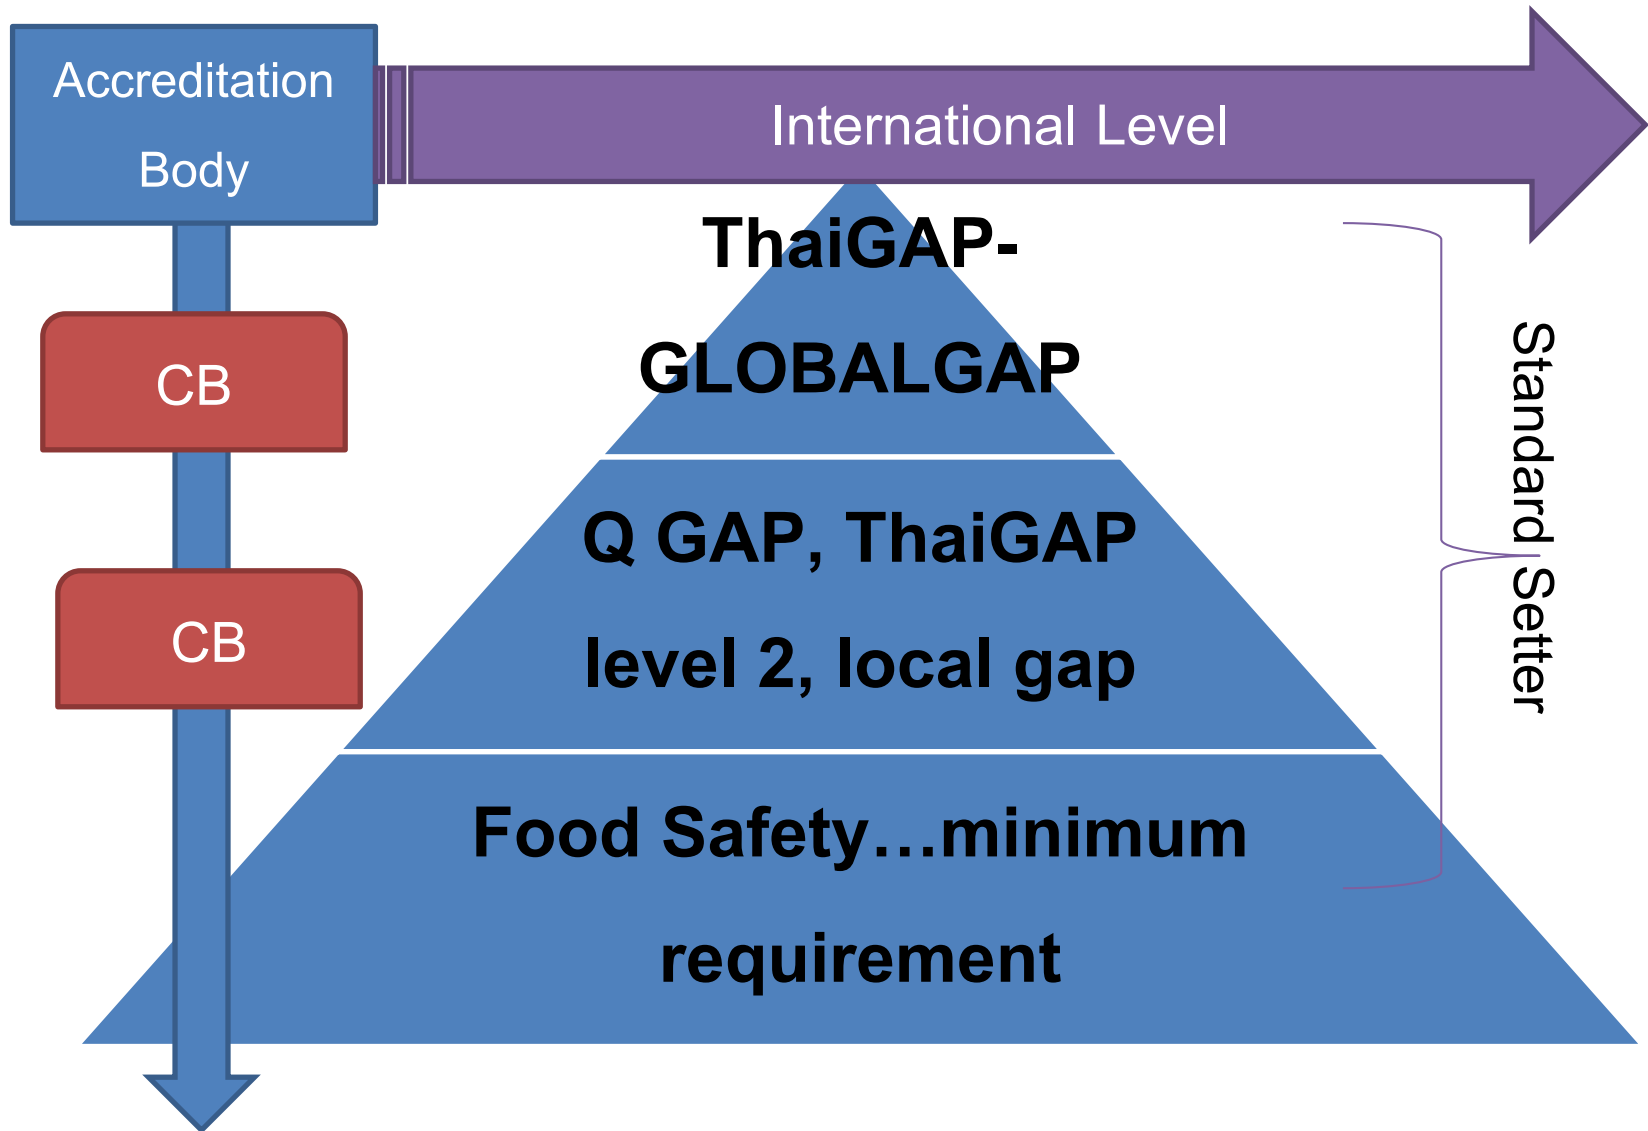 Accreditation
Body
International Level
ThaiGAP-
GLOBALGAP
CB
Q GAP, ThaiGAP
level 2, local gap
CB
Food Safety…minimum
requirement
Standard Setter